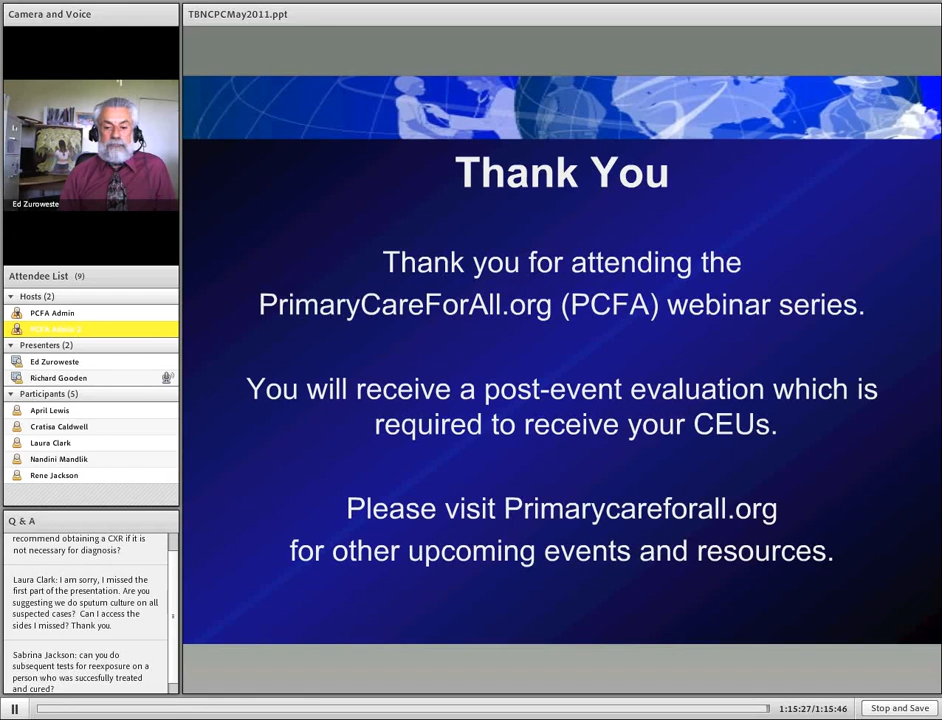 Camera and Voice
TBNCPCMay2011.ppt
Ed Zuroweste
Attendee List (9)
Hosts (2)
PCFA Admin
PCFA Admin 2
Presenters (2)
Ed Zuroweste
Richard Gooden
Participants (5)
April Lewis
Cratisa Caldwell
Laura Clark
Nandini Mandlik
Rene Jackson
Q & A
recommend obtaining a CXR if it is
not necessary for diagnosis?
Laura Clark: I am sorry, I missed the
first part of the presentation. Are you
suggesting we do sputum culture on all
suspected cases? Can I access the
sides I missed? Thank you.
Sabrina Jackson: can you do
subsequent tests for reexposure on a
person who was succesfully treated
and cured?
Thank You
Thank you for attending the
PrimaryCareForAll.org (PCFA) webinar series.
You will receive a post-event evaluation which is
required to receive your CEUs.
Please visit Primarycareforall.org
for other upcoming events and resources.
1:15:27/1:15:46
Stop and Save